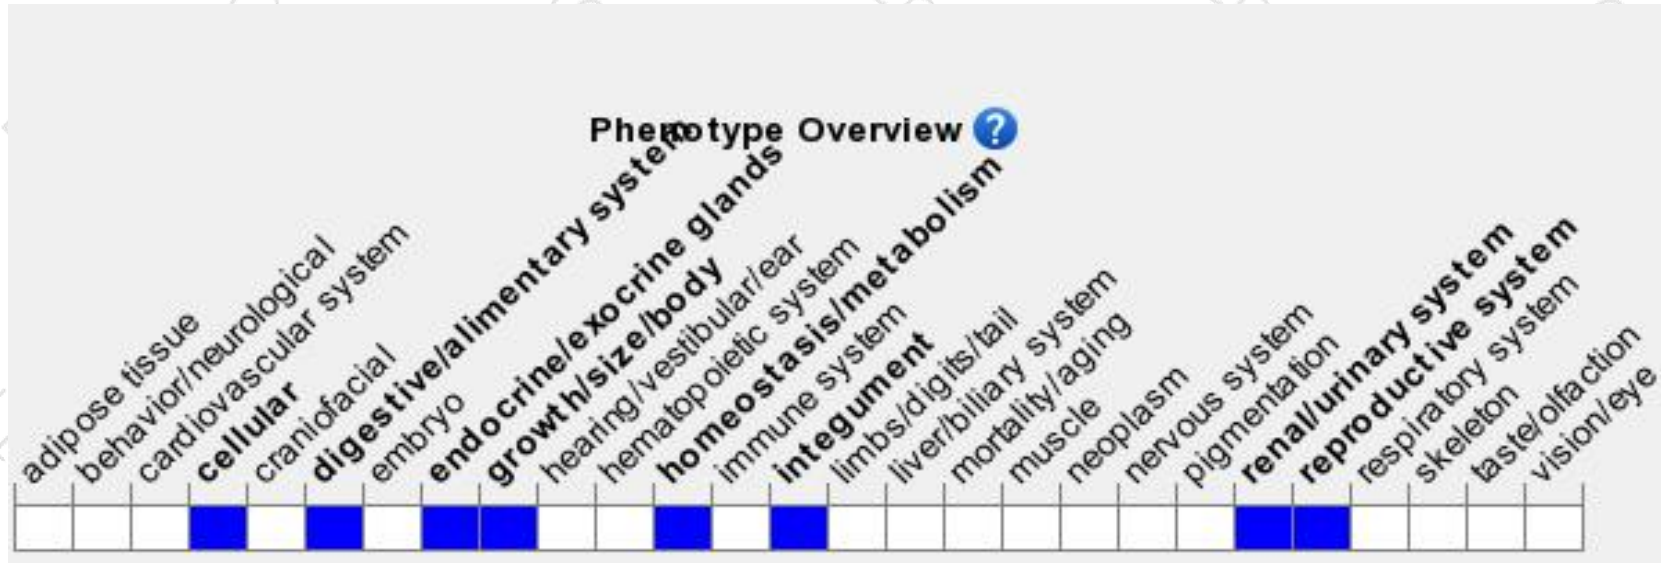 Phenotype Overview ?
adipose tissue
behavior/neurological
cardiovascular system
cellular
craniofacial
digestive/alimentary system
embryo
endocrine/exocrine glands
growth/size/body
hearing/vestibular/ear
hematopoietic system
homeostasis/metabolism
immune system
integument
limbs/digits/tail
liver/biliary system
mortality/aging
muscle
neoplasm
nervous system
pigmentation
renal/urinary system
reproductive system
respiratory system
skeleton
taste/olfaction
vision/eye